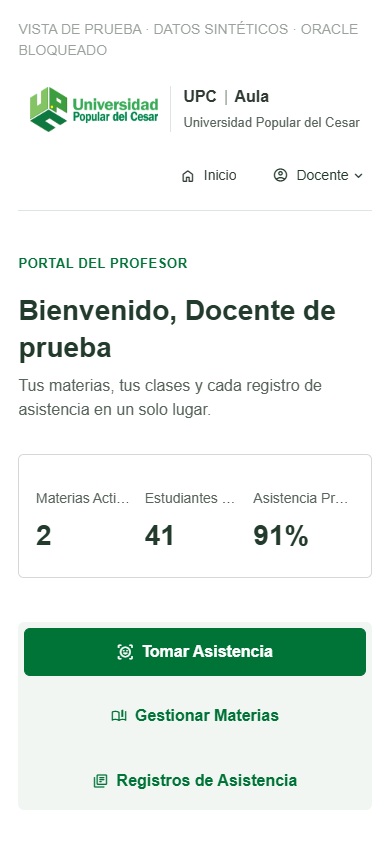 VISTA DE PRUEBA · DATOS SINTÉTICOS · ORACLE
BLOQUEADO
Universidad
Popular del Cesar
UPC | Aula
Universidad Popular del Cesar
Inicio
Docente
PORTAL DEL PROFESOR
Bienvenido, Docente de
prueba
Tus materias, tus clases y cada registro de
asistencia en un solo lugar.
Materias Acti...
Estudiantes ...
Asistencia Pr...
2
41
91%
Tomar Asistencia
Gestionar Materias
Registros de Asistencia